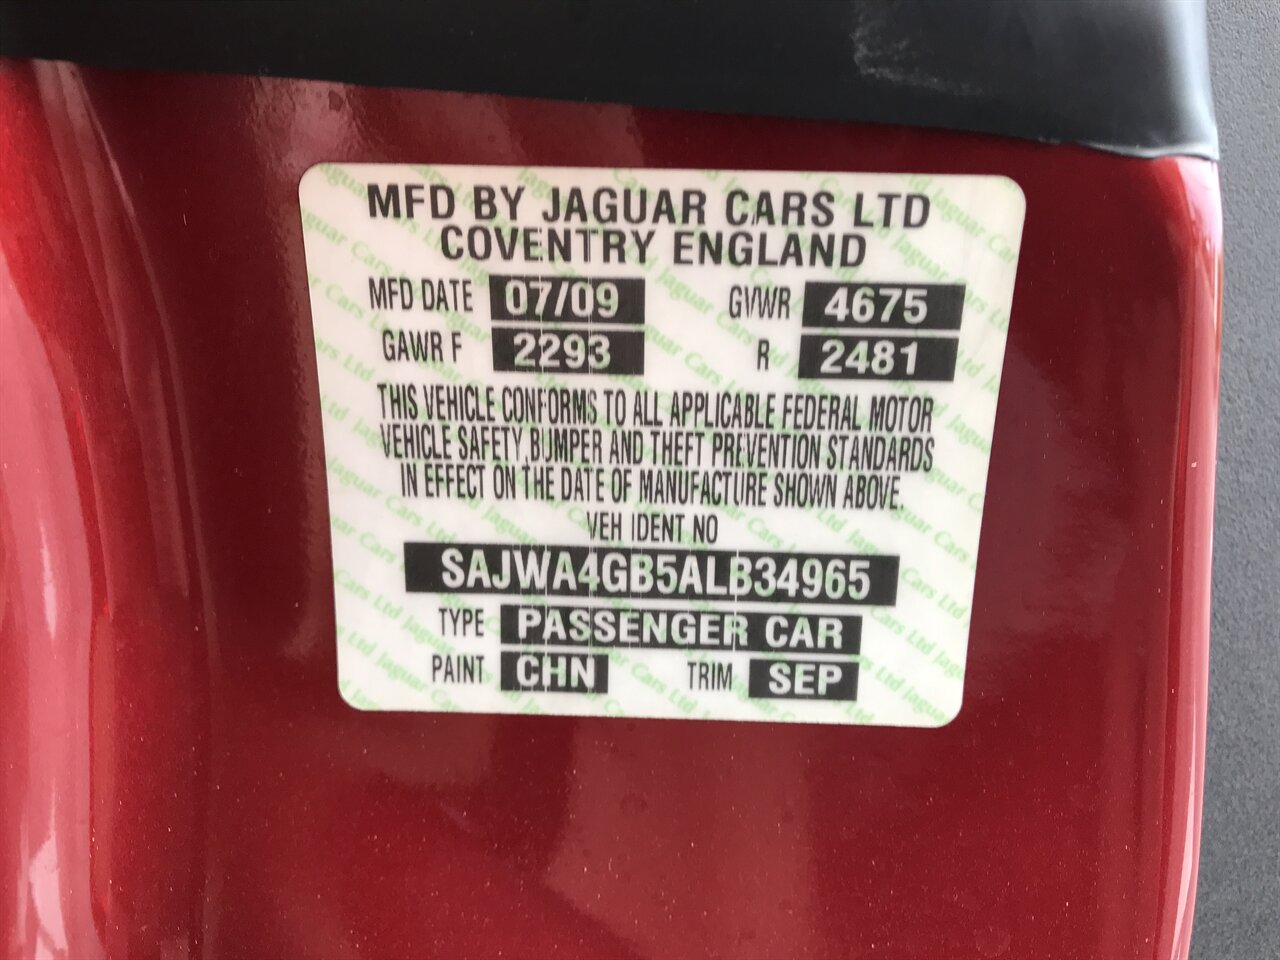 MFD BY JAGUAR CARS LTD
COVENTRY ENGLAND
MFD DATE 07/09 GVWR 4675
GAWR F 2293 R 2481
THIS VEHICLE CONFORMS TO ALL APPLICABLE FEDERAL MOTOR
VEHICLE SAFETY, BUMPER AND THEFT PREVENTION STANDARDS
IN EFFECT ON THE DATE OF MANUFACTURE SHOWN ABOVE.
VEH IDENT NO
SAJWA4GB5ALB34965
TYPE PASSENGER CAR
PAINT CHN TRIM SEP